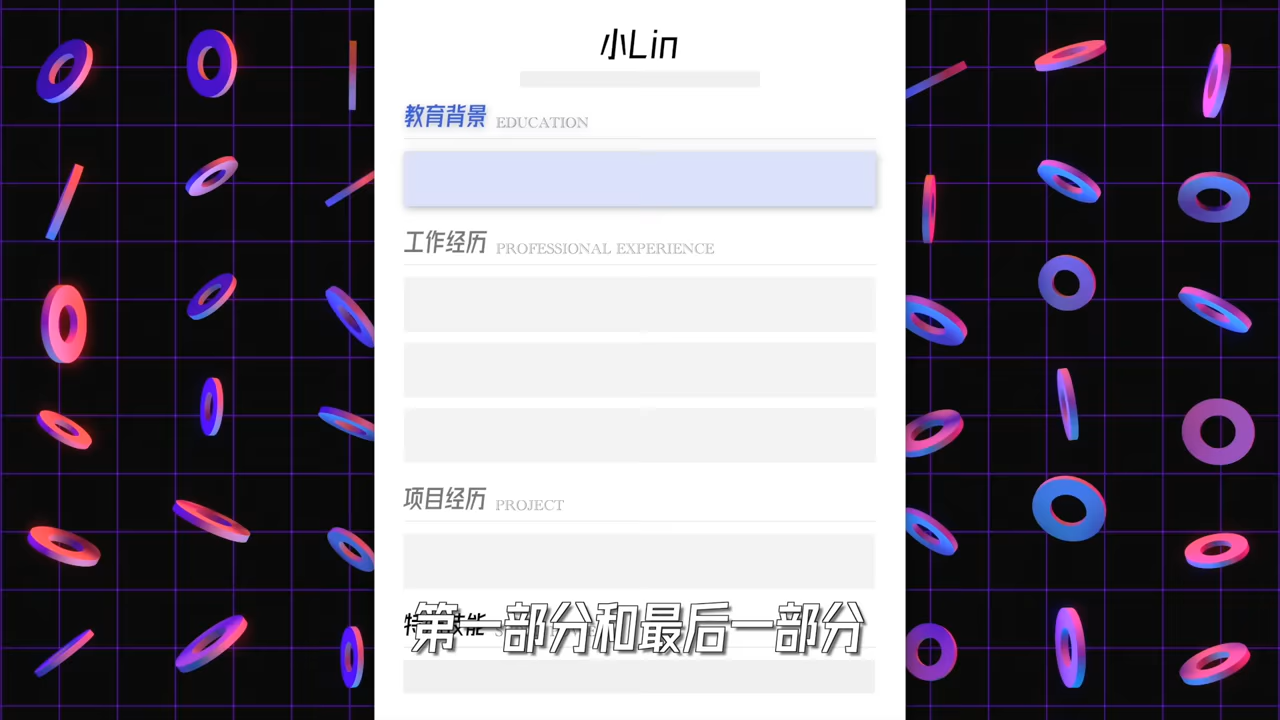 小Lin
教育背景 EDUCATION
工作经历 PROFESSIONAL EXPERIENCE
项目经历 PROJECT
第一部分和最后一部分